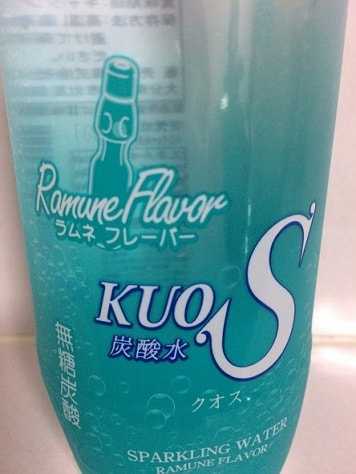 Ramune Flavor
ラムネ フレーバー
KUOS
炭酸水
クオス.
無糖炭酸
SPARKLING WATER
RAMUNE FLAVOR